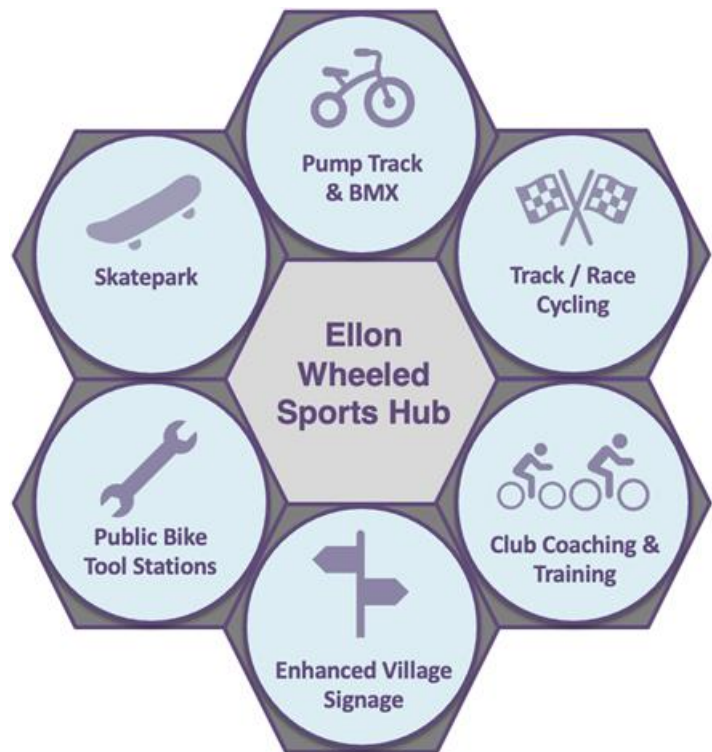 Pump Track
& BMX
Skatepark
Track / Race
Cycling
Ellon
Wheeled
Sports Hub
Public Bike
Tool Stations
Club Coaching &
Training
Enhanced Village
Signage